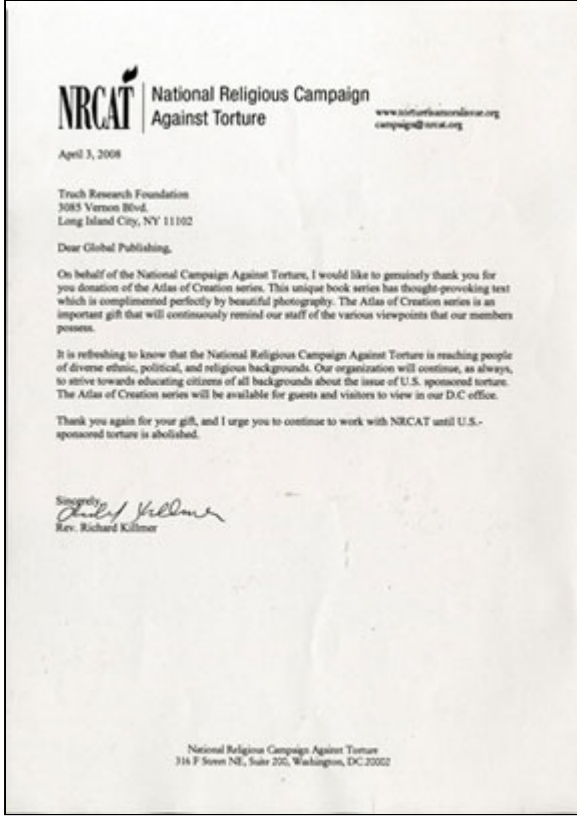 NRCAT
National Religious Campaign
Against Torture
www.tortureisamoralissue.org
campaign@nrcat.org
April 3, 2008
Truch Research Foundation
3085 Vernon Blvd.
Long Island City, NY 11102
Dear Global Publishing,
On behalf of the National Campaign Against Torture, I would like to genuinely thank you for
you donation of the Atlas of Creation series. This unique book series has thought-provoking text
which is complimented perfectly by beautiful photography. The Atlas of Creation series is an
important gift that will continuously remind our staff of the various viewpoints that our members
possess.
It is refreshing to know that the National Religious Campaign Against Torture is reaching people
of diverse ethnic, political, and religious backgrounds. Our organization will continue, as always,
to strive towards educating citizens of all backgrounds about the issue of U.S. sponsored torture.
The Atlas of Creation series will be available for guests and visitors to view in our D.C office.
Thank you again for your gift, and I urge you to continue to work with NRCAT until U.S.-
sponsored torture is abolished.
Sincerely,
Richard Killmer
Rev. Richard Killmer
National Religious Campaign Against Torture
316 F Street NE, Suite 200, Washington, DC 20002